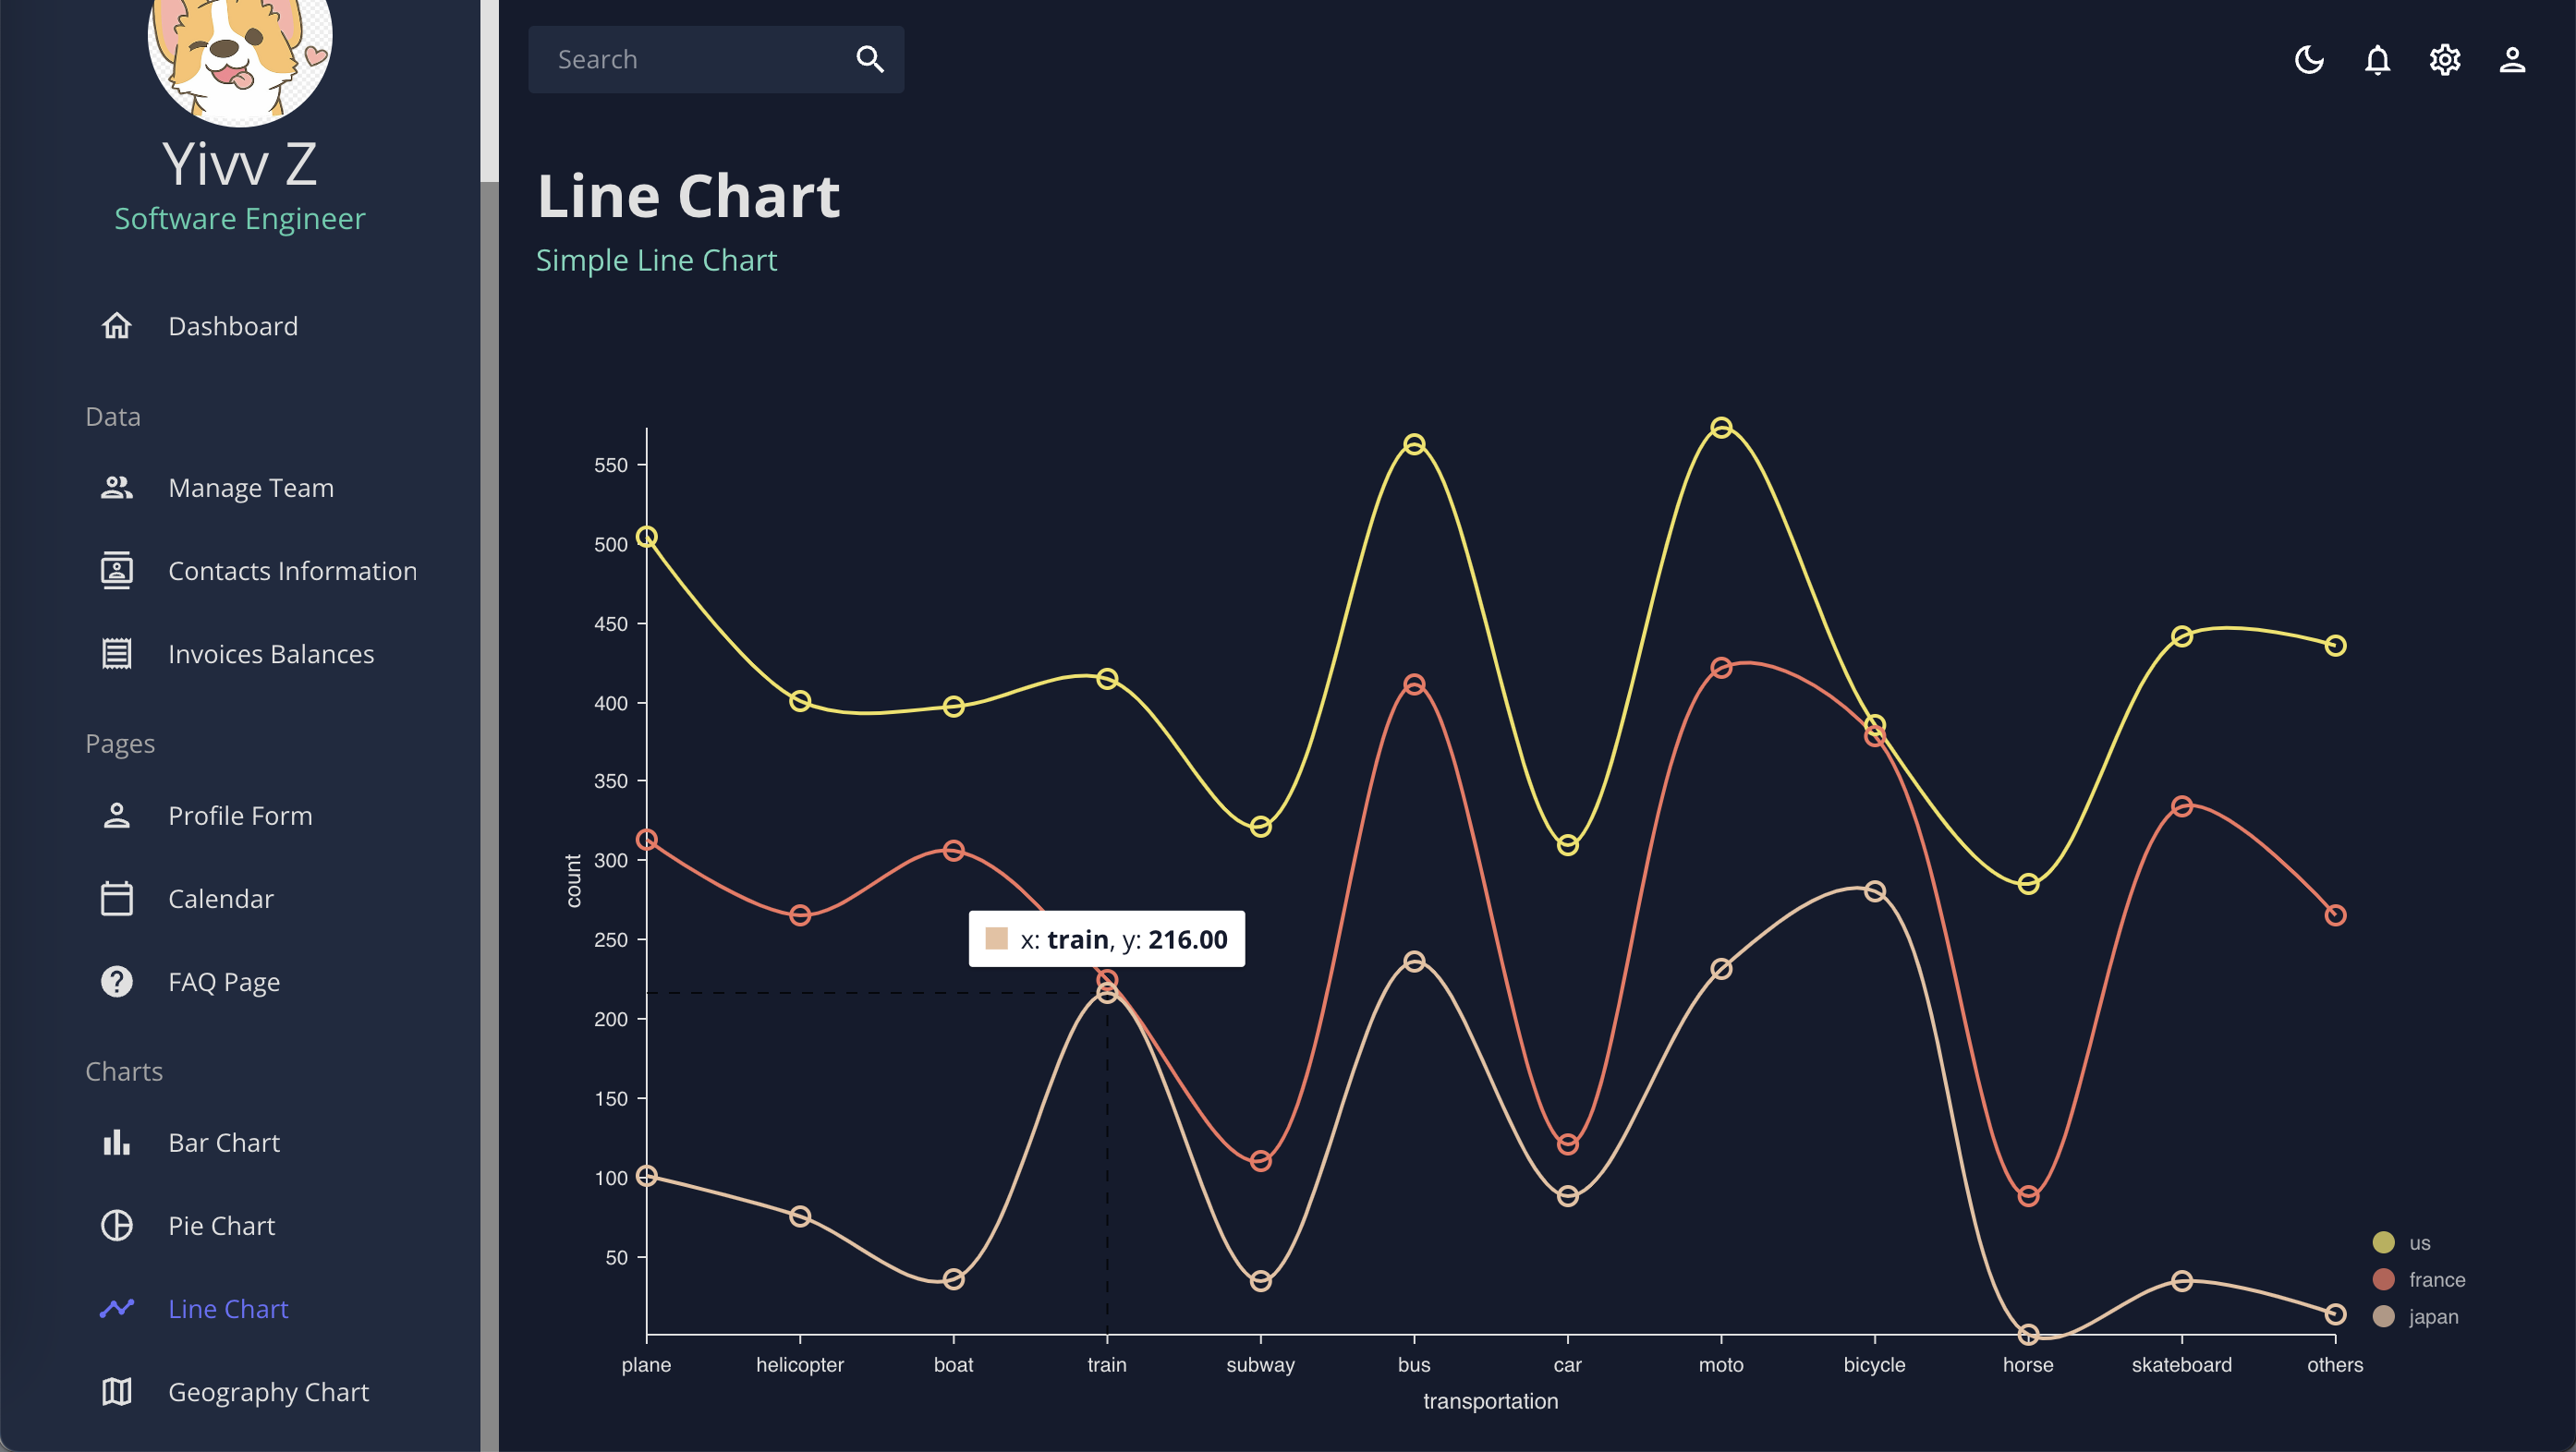 Yivv Z
Software Engineer
Dashboard
Data
Manage Team
Contacts Information
Invoices Balances
Pages
Profile Form
Calendar
FAQ Page
Charts
Bar Chart
Pie Chart
Line Chart
Geography Chart
Search
Line Chart
Simple Line Chart
550
500
450
400
350
300
250
200
150
100
50
count
x: train, y: 216.00
plane helicopter boat train subway bus car moto bicycle horse skateboard others
transportation
us
france
japan